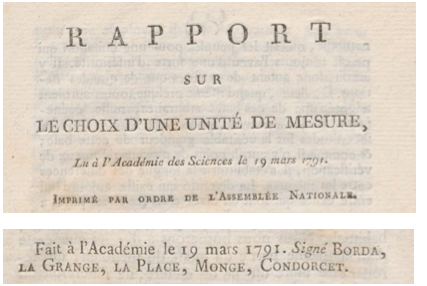 RAPPORT
SUR
LE CHOIX D'UNE UNITÉ DE MESURE,
Lu à l'Académie des Sciences le 19 mars 1791.
IMPRIMÉ PAR ORDRE DE L'ASSEMBLÉE NATIONALE.
Fait à l'Académie le 19 mars 1791. Signé BORDA,
LA GRANGE, LA PLACE, MONGE, CONDORCET.